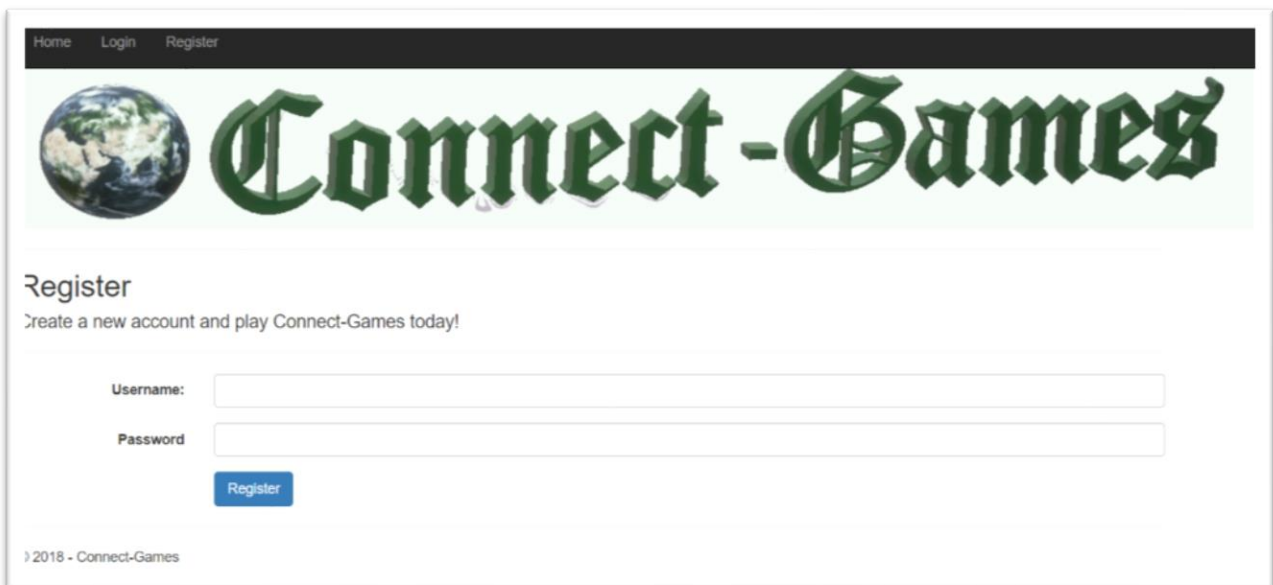 Home Login Register
Connect-Games
Register
Create a new account and play Connect-Games today!
Username:
Password
Register
© 2018 - Connect-Games